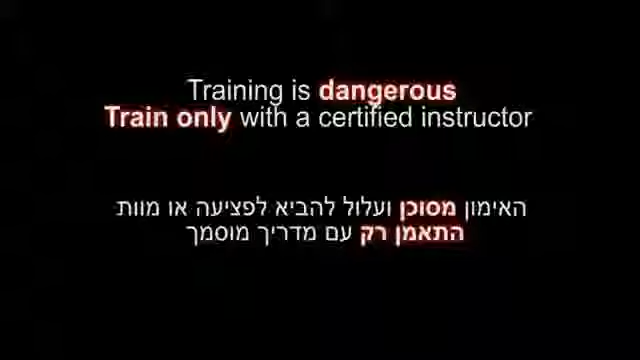 Training is dangerous
Train only with a certified instructor
האימון מסוכן ועלול להביא לפציעה או מוות
התאמן רק עם מדריך מוסמך